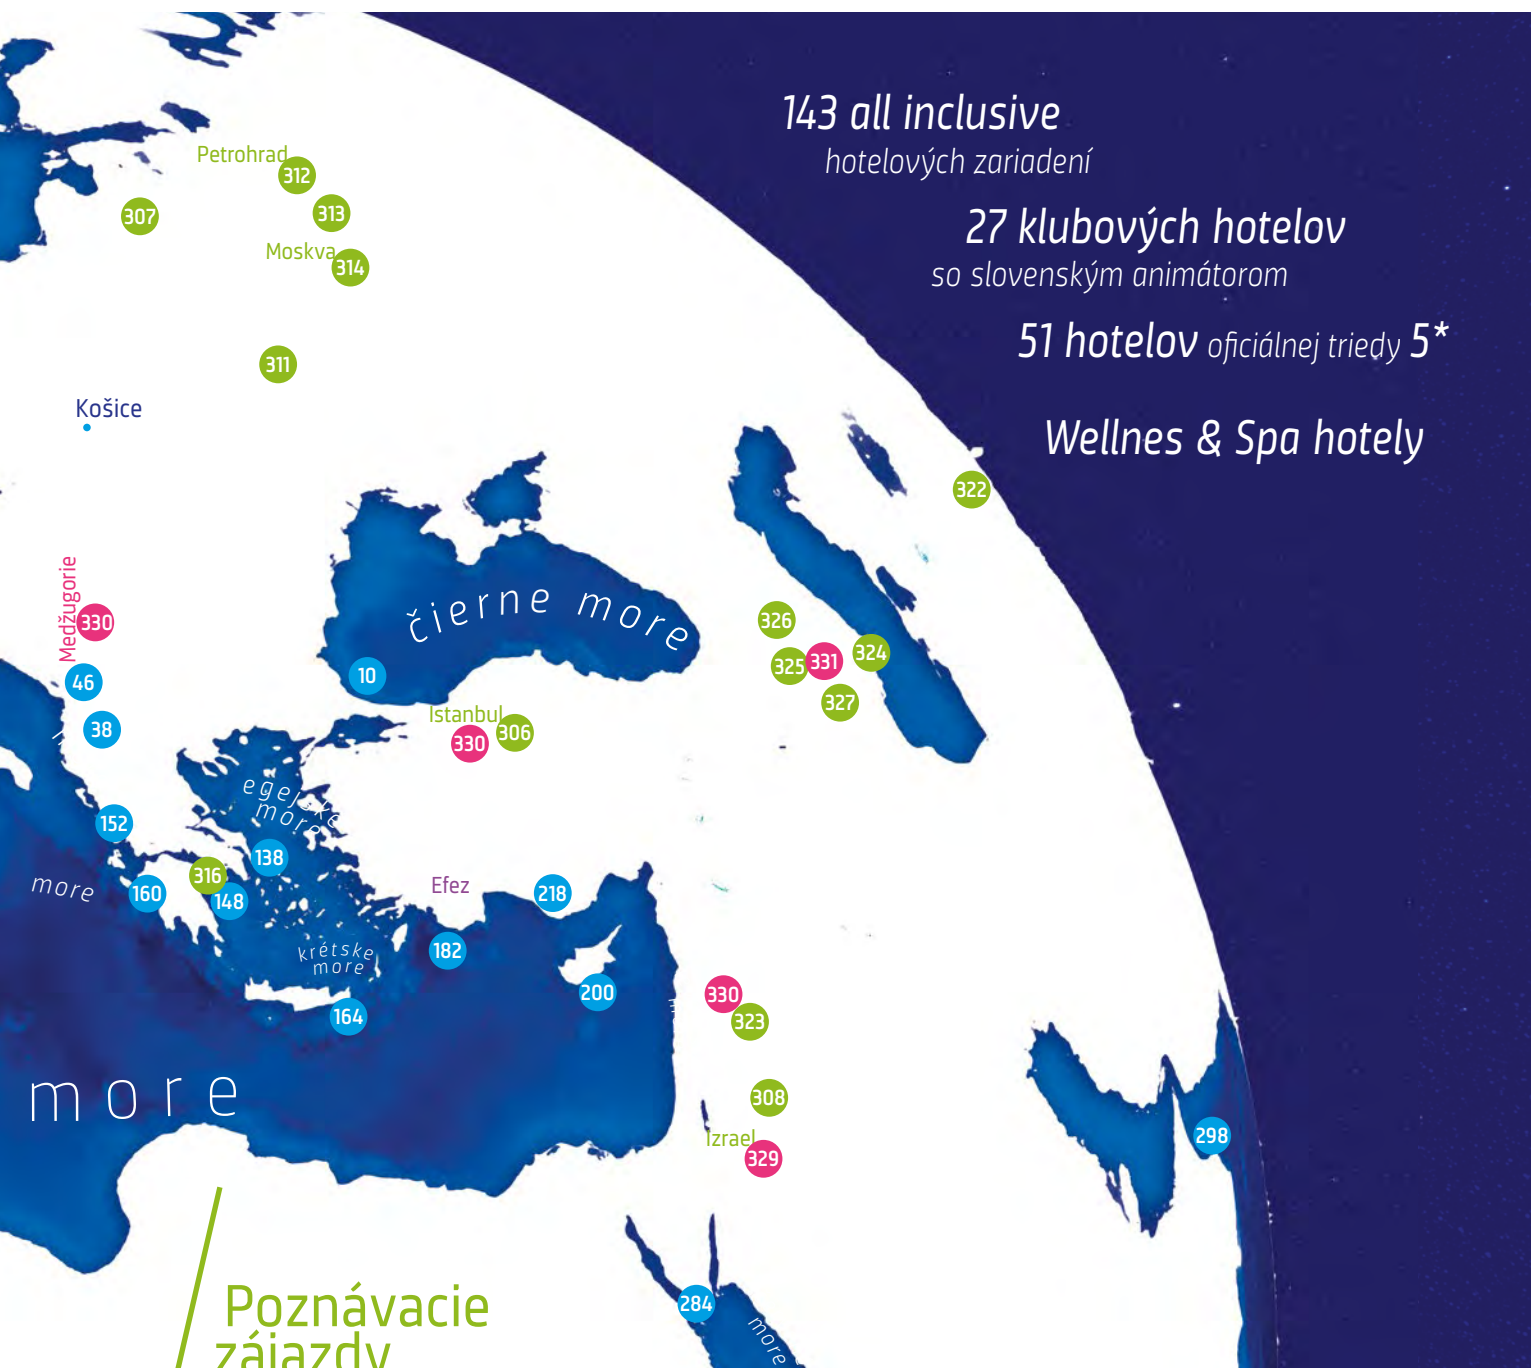 143 all inclusive
hotelových zariadení
27 klubových hotelov
so slovenským animátorom
51 hotelov oficiálnej triedy 5*
Wellnes & Spa hotely
Petrohrad
312
307
313
Moskva
314
311
Košice
322
Medžugorie
330
čierne more
326
46
10
325
331
324
327
38
Istanbul
306
330
egejské
more
152
138
316
more
160
148
Efez
218
182
krétske
more
200
330
164
323
more
308
Izrael
329
298
Poznávacie
zájazdy
284
more